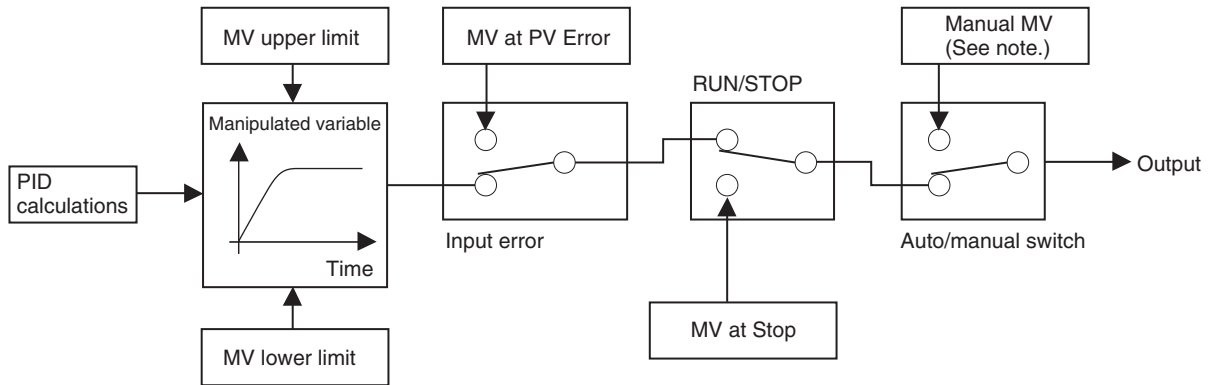 MV upper limit
MV at PV Error
Manual MV
(See note.)
RUN/STOP
Manipulated variable
PID
calculations
Output
Time
Input error
Auto/manual switch
MV at Stop
MV lower limit